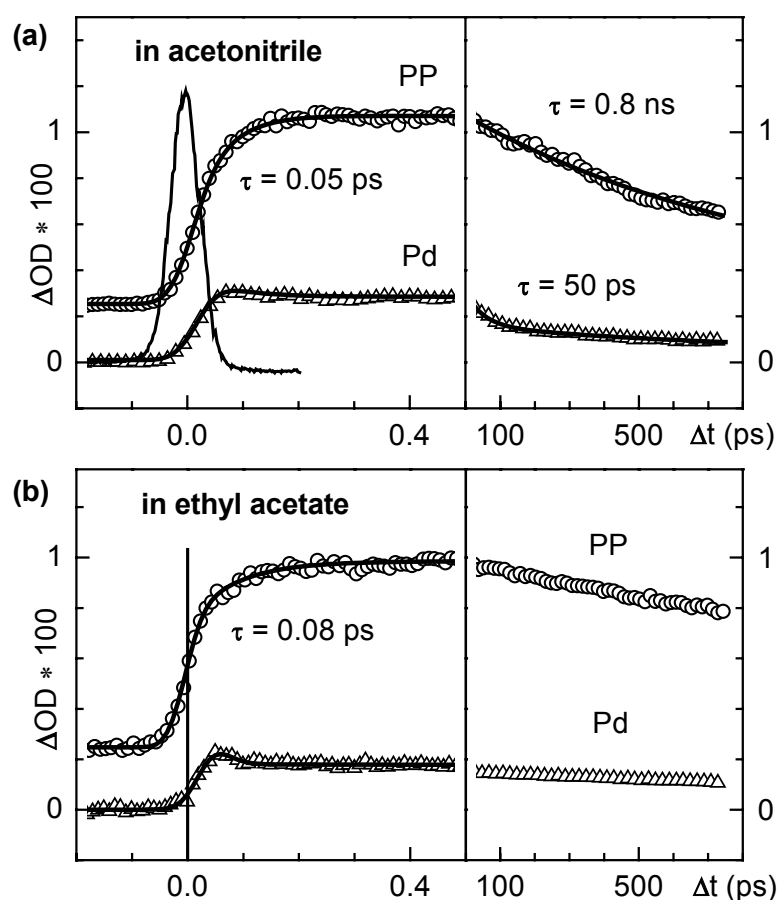 (a)
in acetonitrile
PP
τ = 0.8 ns
τ = 0.05 ps
Pd
τ = 50 ps
ΔOD * 100
1
0
1
0
0.0 0.4 100 500 Δt (ps)
(b)
in ethyl acetate
PP
τ = 0.08 ps
Pd
ΔOD * 100
1
0
1
0
0.0 0.4 100 500 Δt (ps)